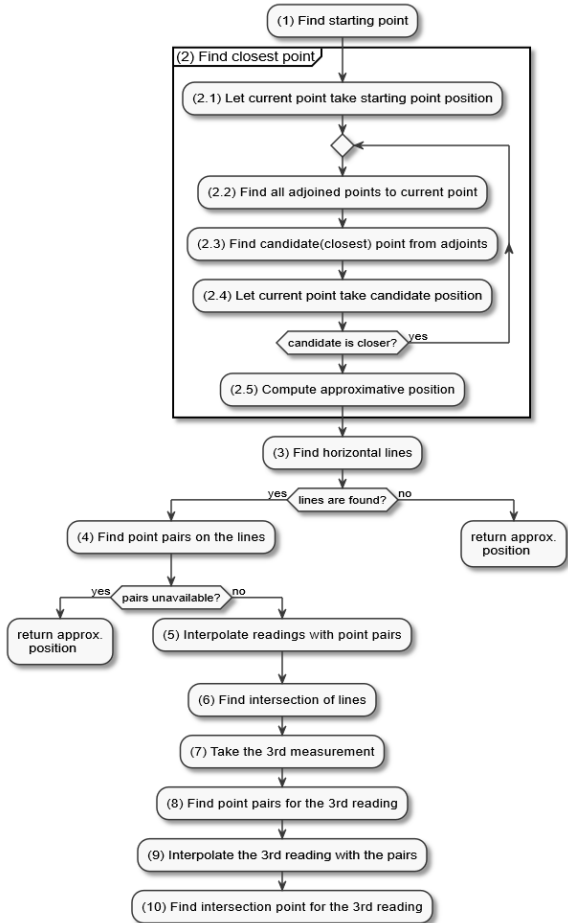 (1) Find starting point
(2) Find closest point
(2.1) Let current point take starting point position
(2.2) Find all adjoined points to current point
(2.3) Find candidate(closest) point from adjoints
(2.4) Let current point take candidate position
candidate is closer?
yes
(2.5) Compute approximative position
(3) Find horizontal lines
yes
lines are found?
no
(4) Find point pairs on the lines
return approx.
position
yes
pairs unavailable?
no
return approx.
position
(5) Interpolate readings with point pairs
(6) Find intersection of lines
(7) Take the 3rd measurement
(8) Find point pairs for the 3rd reading
(9) Interpolate the 3rd reading with the pairs
(10) Find intersection point for the 3rd reading